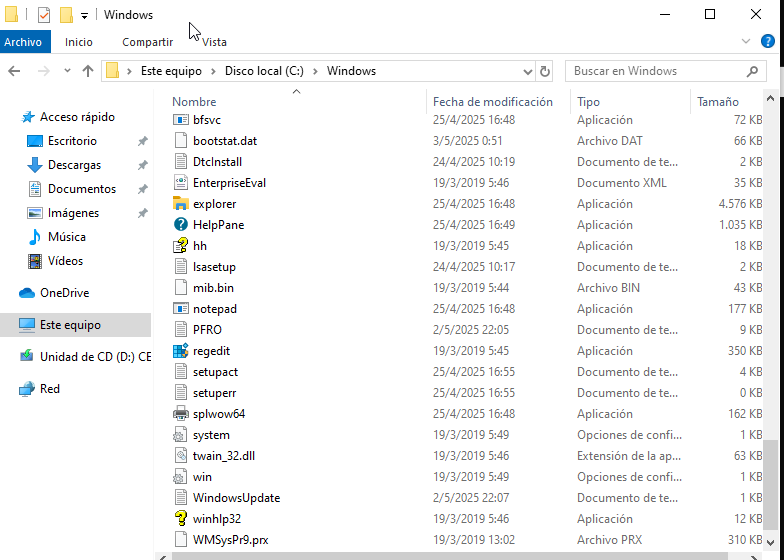 Windows
Archivo Inicio Compartir Vista
Este equipo Disco local (C:) Windows
Buscar en Windows
Nombre Fecha de modificación Tipo Tamaño
Acceso rápido
Escritorio
Descargas
Documentos
Imágenes
Música
Vídeos
OneDrive
Este equipo
Unidad de CD (D:) CE
Red
bfsvc 25/4/2025 16:48 Aplicación 72 KB
bootstat.dat 3/5/2025 0:51 Archivo DAT 66 KB
DtcInstall 24/4/2025 10:19 Documento de te... 2 KB
EnterpriseEval 19/3/2019 5:46 Documento XML 35 KB
explorer 25/4/2025 16:48 Aplicación 4.576 KB
HelpPane 25/4/2025 16:49 Aplicación 1.035 KB
hh 19/3/2019 5:45 Aplicación 18 KB
lsasetup 24/4/2025 10:17 Documento de te... 2 KB
mib.bin 19/3/2019 5:44 Archivo BIN 43 KB
notepad 25/4/2025 16:48 Aplicación 177 KB
PFRO 2/5/2025 22:05 Documento de te... 9 KB
regedit 19/3/2019 5:45 Aplicación 350 KB
setupact 25/4/2025 16:55 Documento de te... 4 KB
setuperr 25/4/2025 16:55 Documento de te... 0 KB
splwow64 25/4/2025 16:48 Aplicación 162 KB
system 19/3/2019 5:49 Opciones de confi... 1 KB
twain_32.dll 19/3/2019 5:46 Extensión de la ap... 63 KB
win 19/3/2019 5:49 Opciones de confi... 1 KB
WindowsUpdate 2/5/2025 22:07 Documento de te... 1 KB
winhlp32 19/3/2019 5:46 Aplicación 12 KB
WMSysPr9.prx 19/3/2019 13:02 Archivo PRX 310 KB